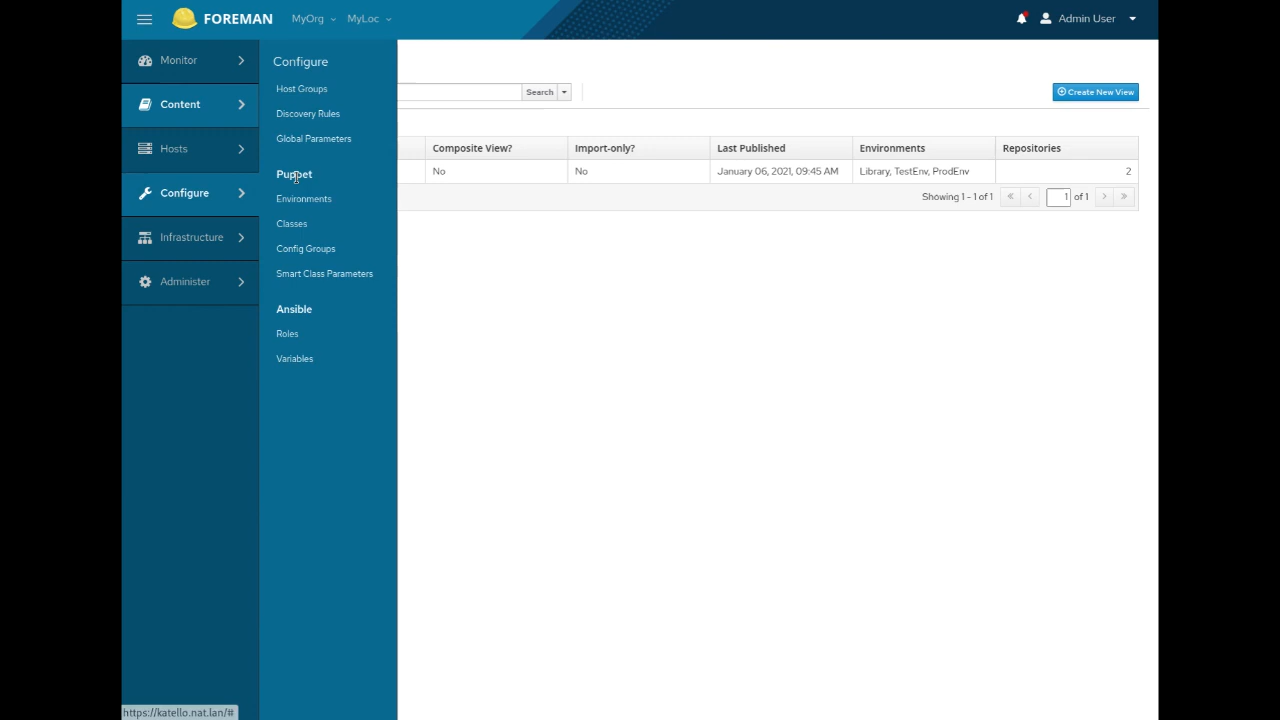 FOREMAN MyOrg MyLoc Admin User
Monitor
Content
Hosts
Configure
Infrastructure
Administer
Configure
Host Groups
Discovery Rules
Global Parameters
Puppet
Environments
Classes
Config Groups
Smart Class Parameters
Ansible
Roles
Variables
Search
Create New View
Composite View? Import-only? Last Published Environments Repositories
No No January 06, 2021, 09:45 AM Library, TestEnv, ProdEnv 2
Showing 1 - 1 of 1 « ‹ 1 of 1 › »
https://katello.nat.lan/#